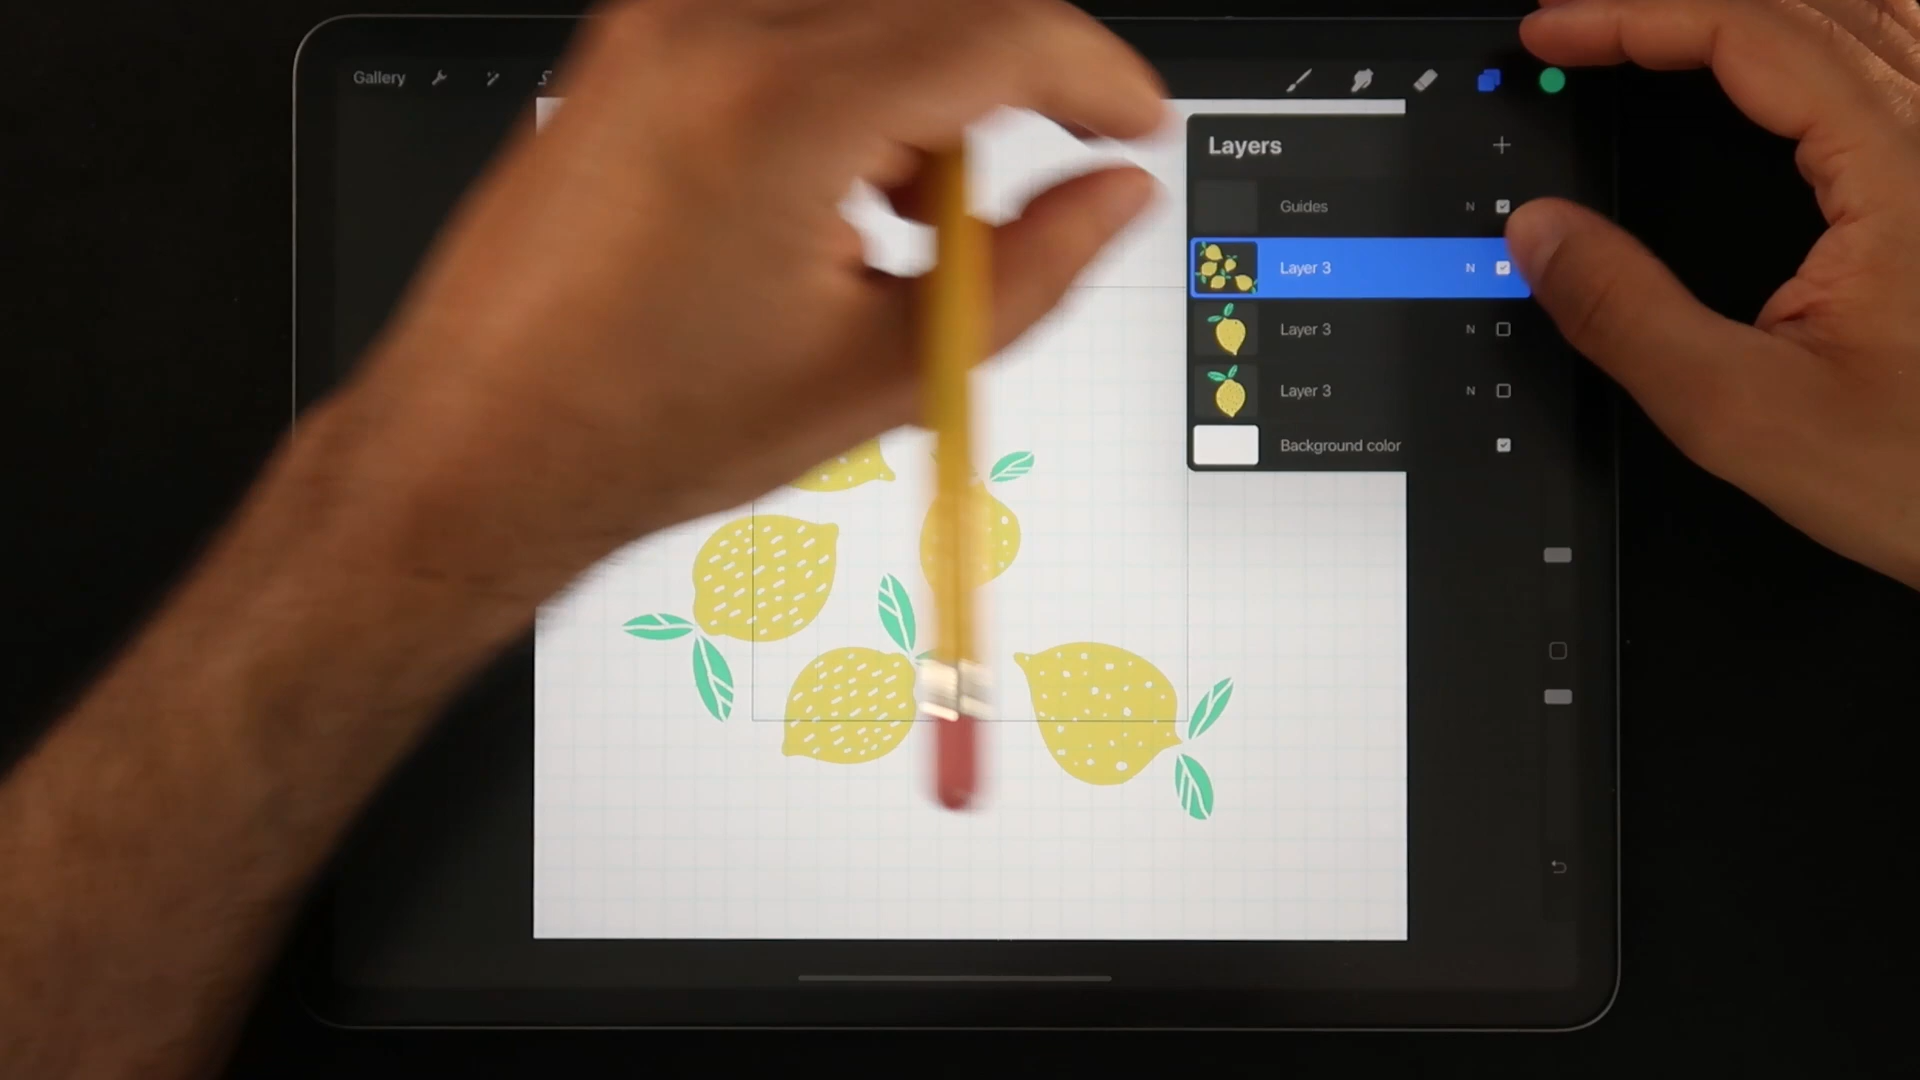 Gallery
Layers
Guides N
Layer 3 N
Layer 3 N
Layer 3 N
Background color